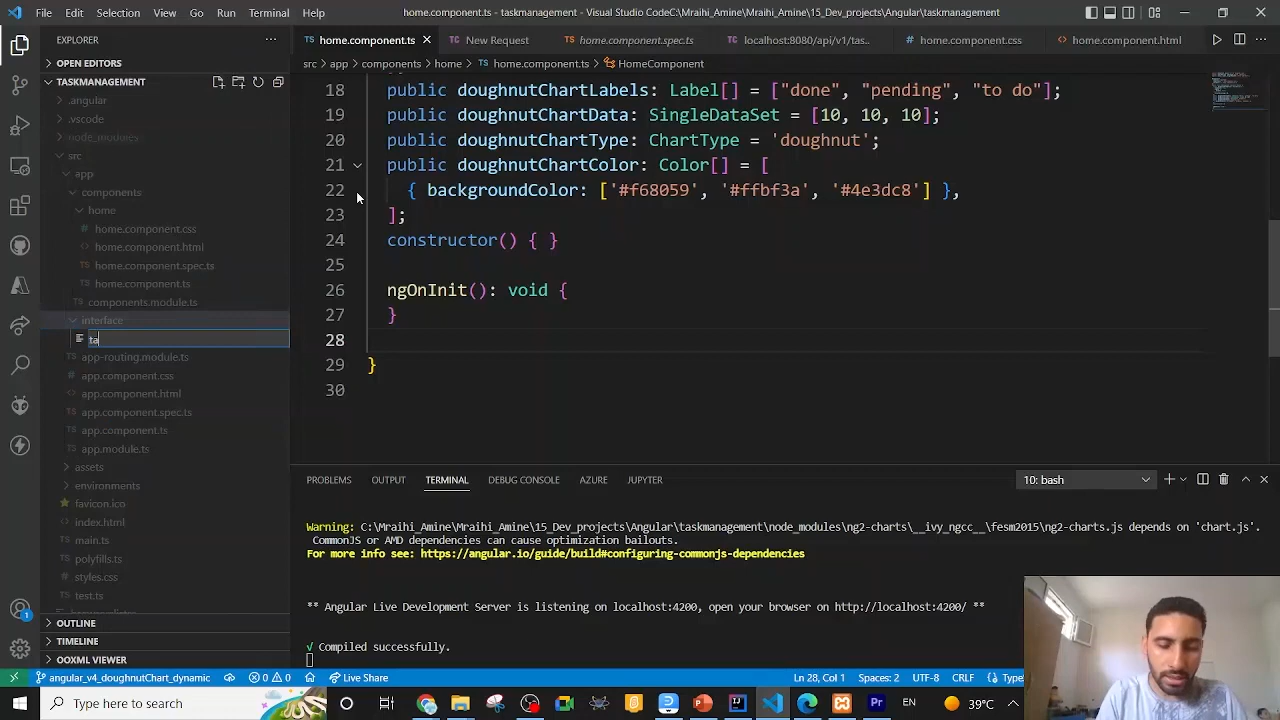 File Edit Selection View Go Run Terminal Help home.component.ts - taskmanagement - Visual Studio CodeC:\Mraihi_Amine\Mraihi_Amine\15_Dev_projects\Angular\taskmanagement
EXPLORER ...
home.component.ts New Request home.component.spec.ts localhost:8080/api/v1/tas.. home.component.css home.component.html
src > app > components > home > home.component.ts > HomeComponent
OPEN EDITORS
TASKMANAGEMENT
.angular
.vscode
node_modules
src
app
components
home
home.component.css
home.component.html
home.component.spec.ts
home.component.ts
components.module.ts
interface
ta
app-routing.module.ts
app.component.css
app.component.html
app.component.spec.ts
app.component.ts
app.module.ts
assets
environments
favicon.ico
index.html
main.ts
polyfills.ts
styles.css
test.ts
OUTLINE
TIMELINE
OOXML VIEWER
18 public doughnutChartLabels: Label[] = ["done", "pending", "to do"];
19 public doughnutChartData: SingleDataSet = [10, 10, 10];
20 public doughnutChartType: ChartType = 'doughnut';
21 public doughnutChartColor: Color[] = [
22 { backgroundColor: ['#f68059', '#ffbf3a', '#4e3dc8'] },
23 ];
24 constructor() { }
25
26 ngOnInit(): void {
27 }
28
29 }
30
PROBLEMS OUTPUT TERMINAL DEBUG CONSOLE AZURE JUPYTER 10: bash
Warning: C:\Mraihi_Amine\Mraihi_Amine\15_Dev_projects\Angular\taskmanagement\node_modules\ng2-charts\__ivy_ngcc__\fesm2015\ng2-charts.js depends on 'chart.js'.
CommonJS or AMD dependencies can cause optimization bailouts.
For more info see: https://angular.io/guide/build#configuring-commonjs-dependencies
** Angular Live Development Server is listening on localhost:4200, open your browser on http://localhost:4200/ **
√ Compiled successfully.
1
angular_v4_doughnutChart_dynamic 0 0 Live Share Ln 28, Col 1 Spaces: 2 UTF-8 CRLF
Type here to search EN 39°C